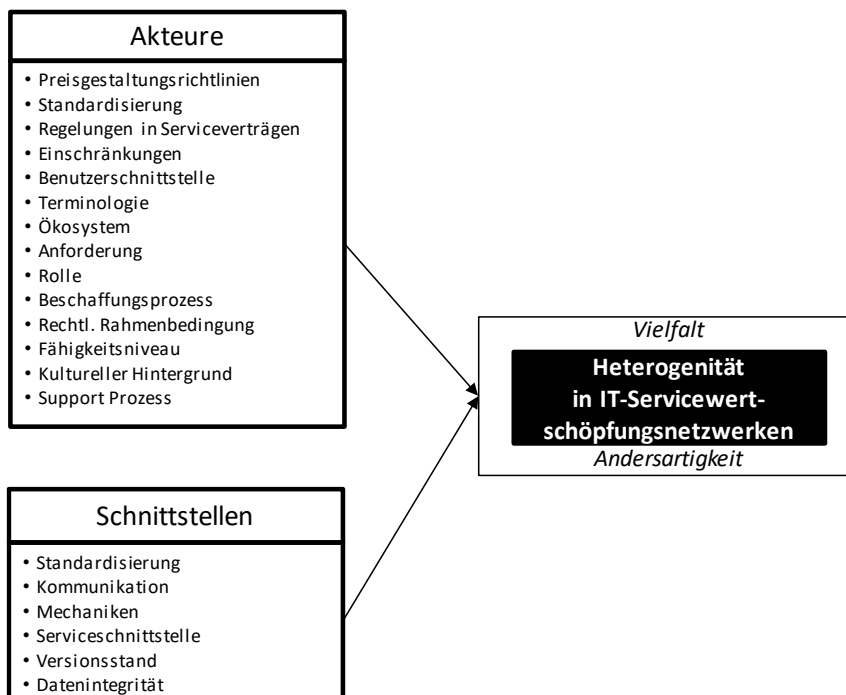 Akteure
• Preisgestaltungsrichtlinien
• Standardisierung
• Regelungen in Serviceverträgen
• Einschränkungen
• Benutzerschnittstelle
• Terminologie
• Ökosystem
• Anforderung
• Rolle
• Beschaffungsprozess
• Rechtl. Rahmenbedingung
• Fähigkeitsniveau
• Kultureller Hintergrund
• Support Prozess
Vielfalt
Heterogenität
in IT-Servicewert-
schöpfungsnetzwerken
Andersartigkeit
Schnittstellen
• Standardisierung
• Kommunikation
• Mechaniken
• Serviceschnittstelle
• Versionsstand
• Datenintegrität